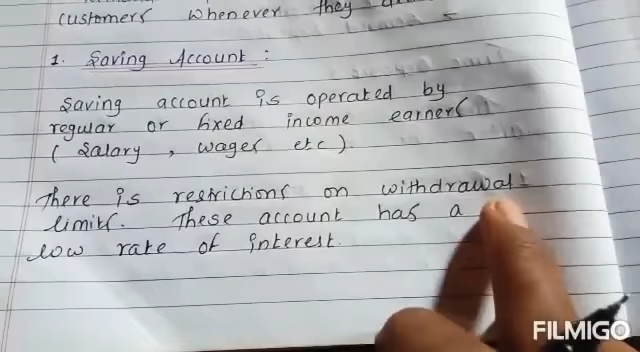 customers whenever they
1. Saving Account :
Saving account is operated by
regular or fixed income earners
( Salary , wages etc ).
There is restrictions on withdrawal
limits. These account has a
low rate of interest.
FILMIGO